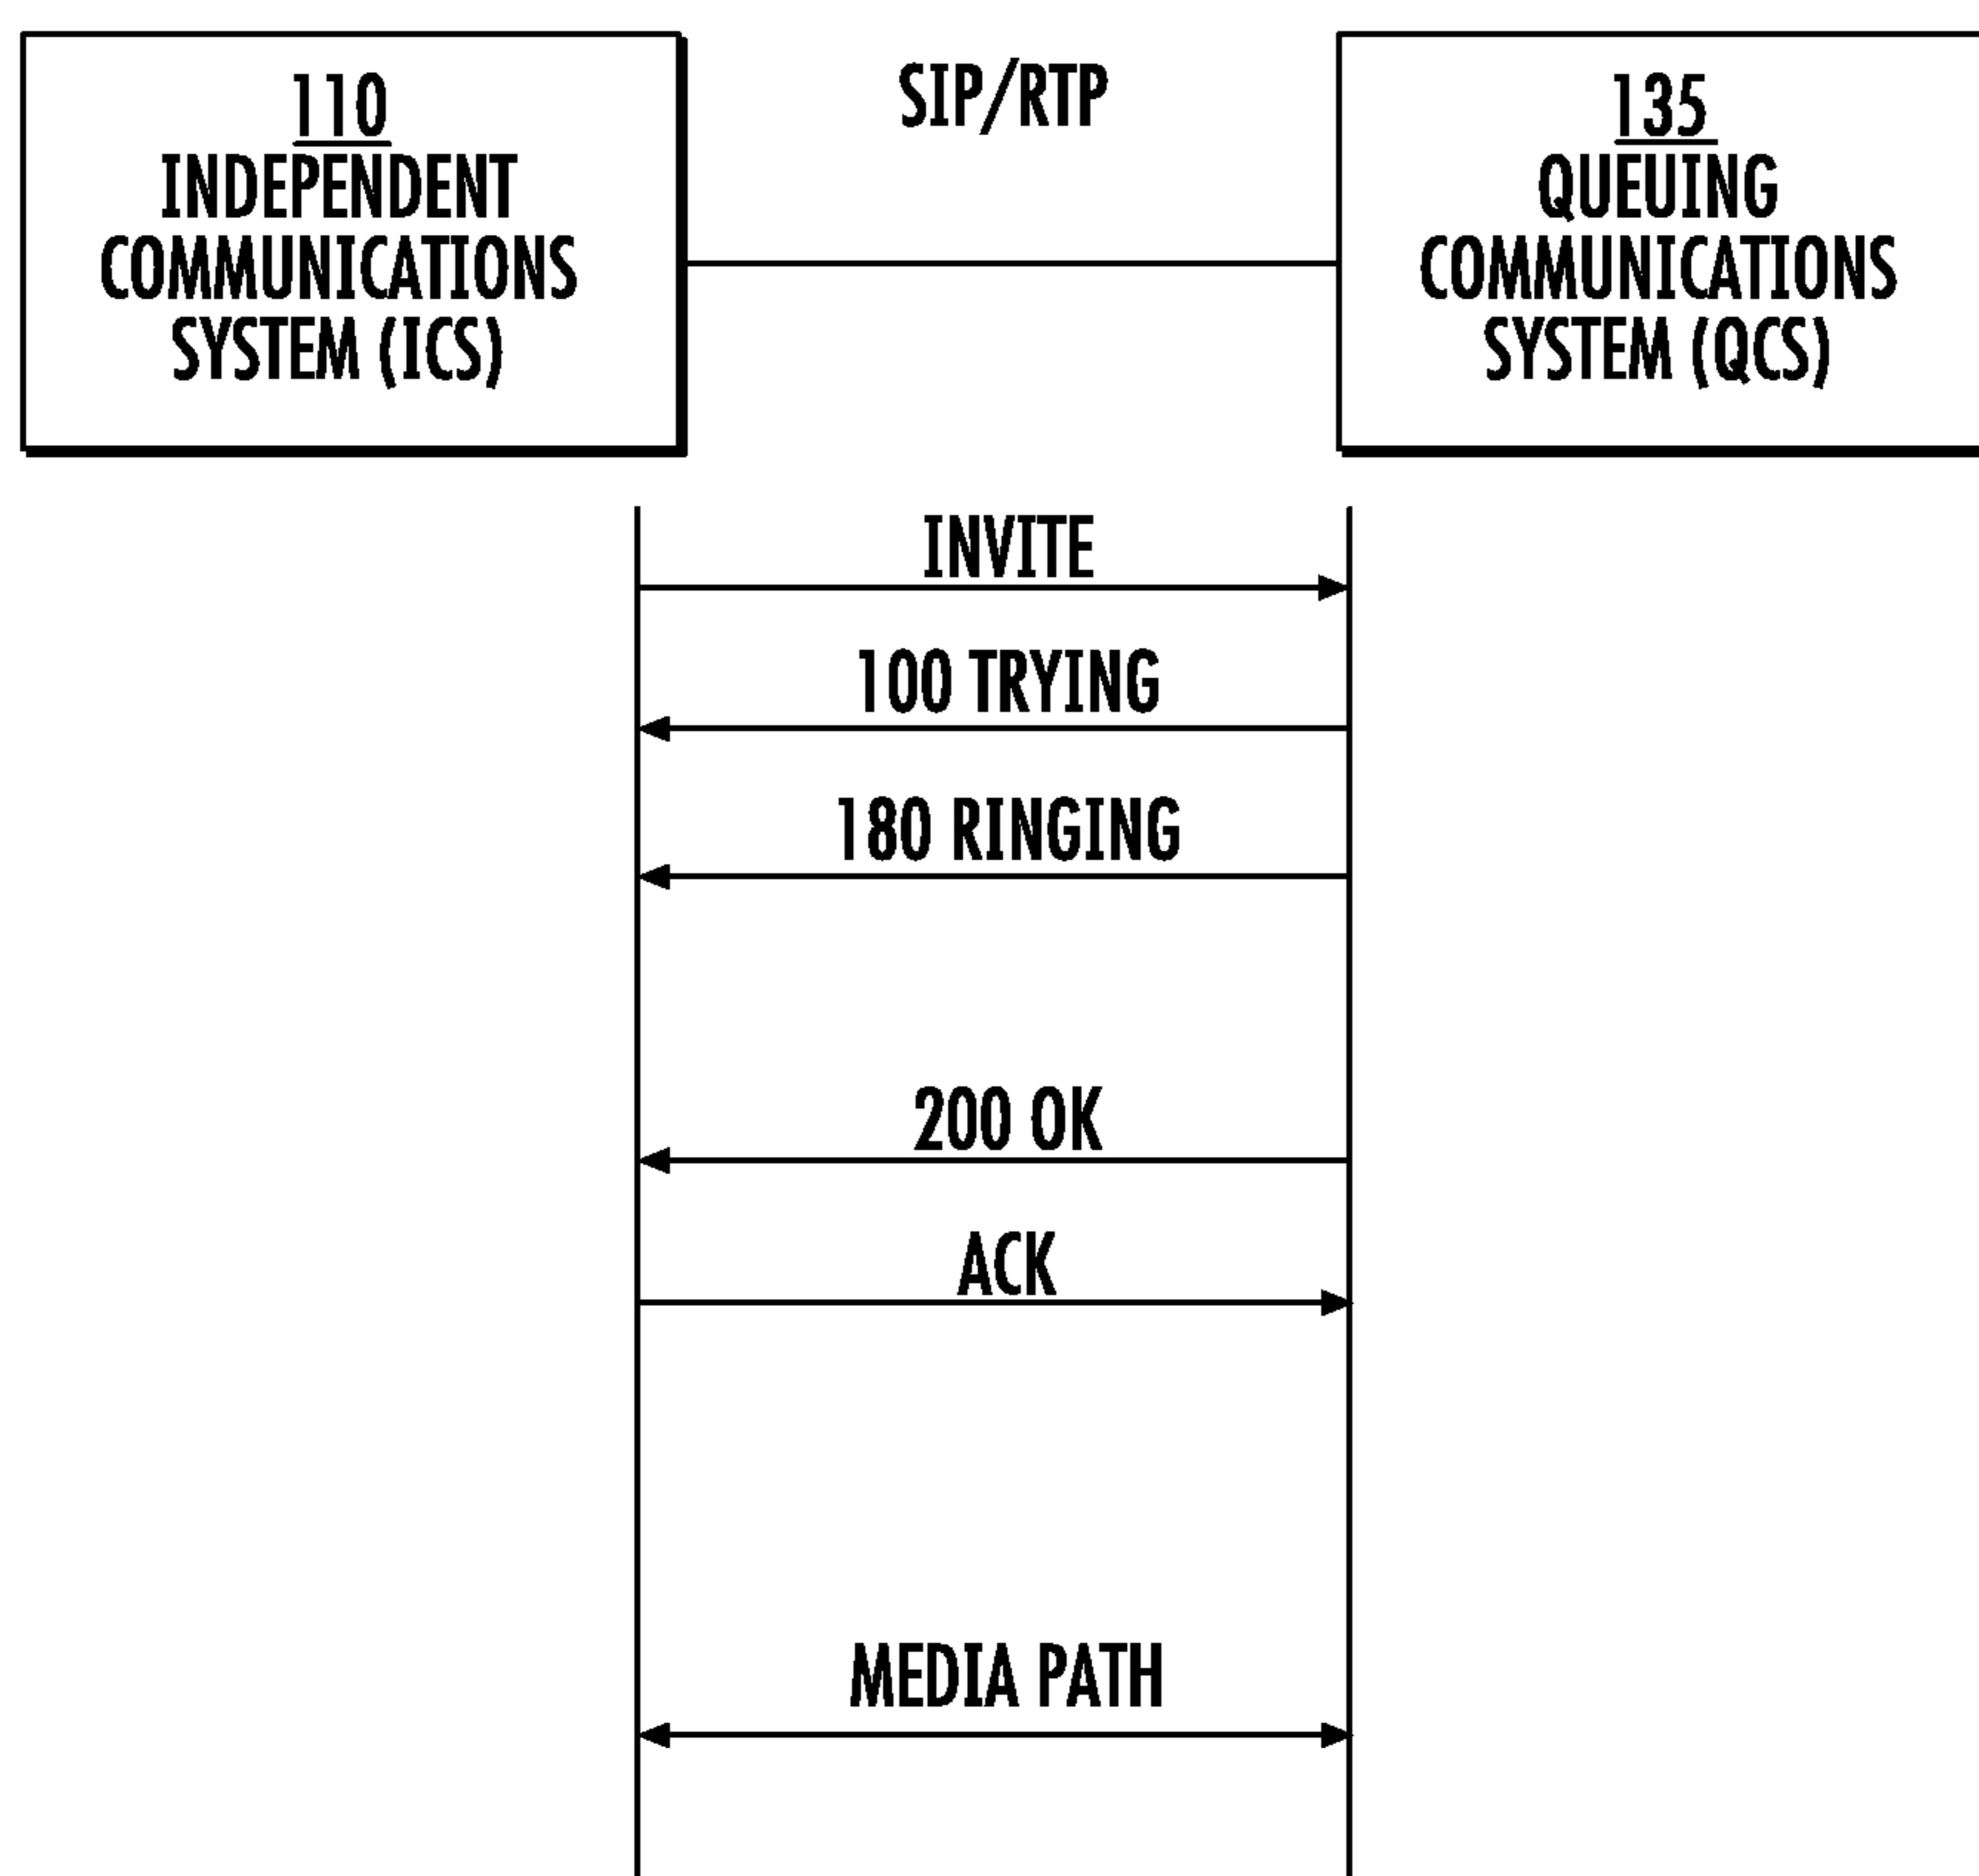 110
INDEPENDENT
COMMUNICATIONS
SYSTEM (ICS)
SIP/RTP
135
QUEUING
COMMUNICATIONS
SYSTEM (QCS)
INVITE
100 TRYING
180 RINGING
200 OK
ACK
MEDIA PATH